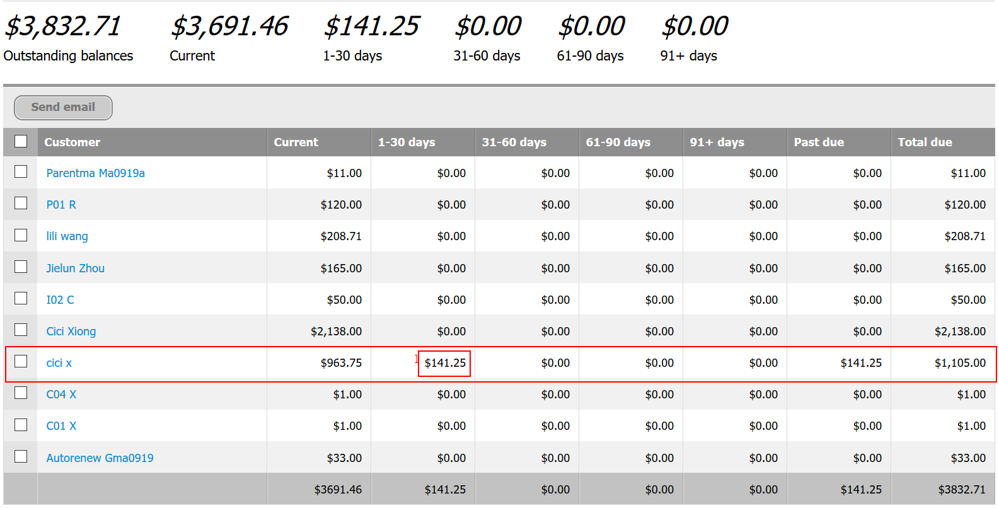 $3,832.71 $3,691.46 $141.25 $0.00 $0.00 $0.00
Outstanding balances Current 1-30 days 31-60 days 61-90 days 91+ days
Send email
Customer Current 1-30 days 31-60 days 61-90 days 91+ days Past due Total due
Parentma Ma0919a $11.00 $0.00 $0.00 $0.00 $0.00 $0.00 $11.00
P01 R $120.00 $0.00 $0.00 $0.00 $0.00 $0.00 $120.00
lili wang $208.71 $0.00 $0.00 $0.00 $0.00 $0.00 $208.71
Jielun Zhou $165.00 $0.00 $0.00 $0.00 $0.00 $0.00 $165.00
I02 C $50.00 $0.00 $0.00 $0.00 $0.00 $0.00 $50.00
Cici Xiong $2,138.00 $0.00 $0.00 $0.00 $0.00 $0.00 $2,138.00
cici x $963.75 $141.25 $0.00 $0.00 $0.00 $141.25 $1,105.00
C04 X $1.00 $0.00 $0.00 $0.00 $0.00 $0.00 $1.00
C01 X $1.00 $0.00 $0.00 $0.00 $0.00 $0.00 $1.00
Autorenew Gma0919 $33.00 $0.00 $0.00 $0.00 $0.00 $0.00 $33.00
$3691.46 $141.25 $0.00 $0.00 $0.00 $141.25 $3832.71